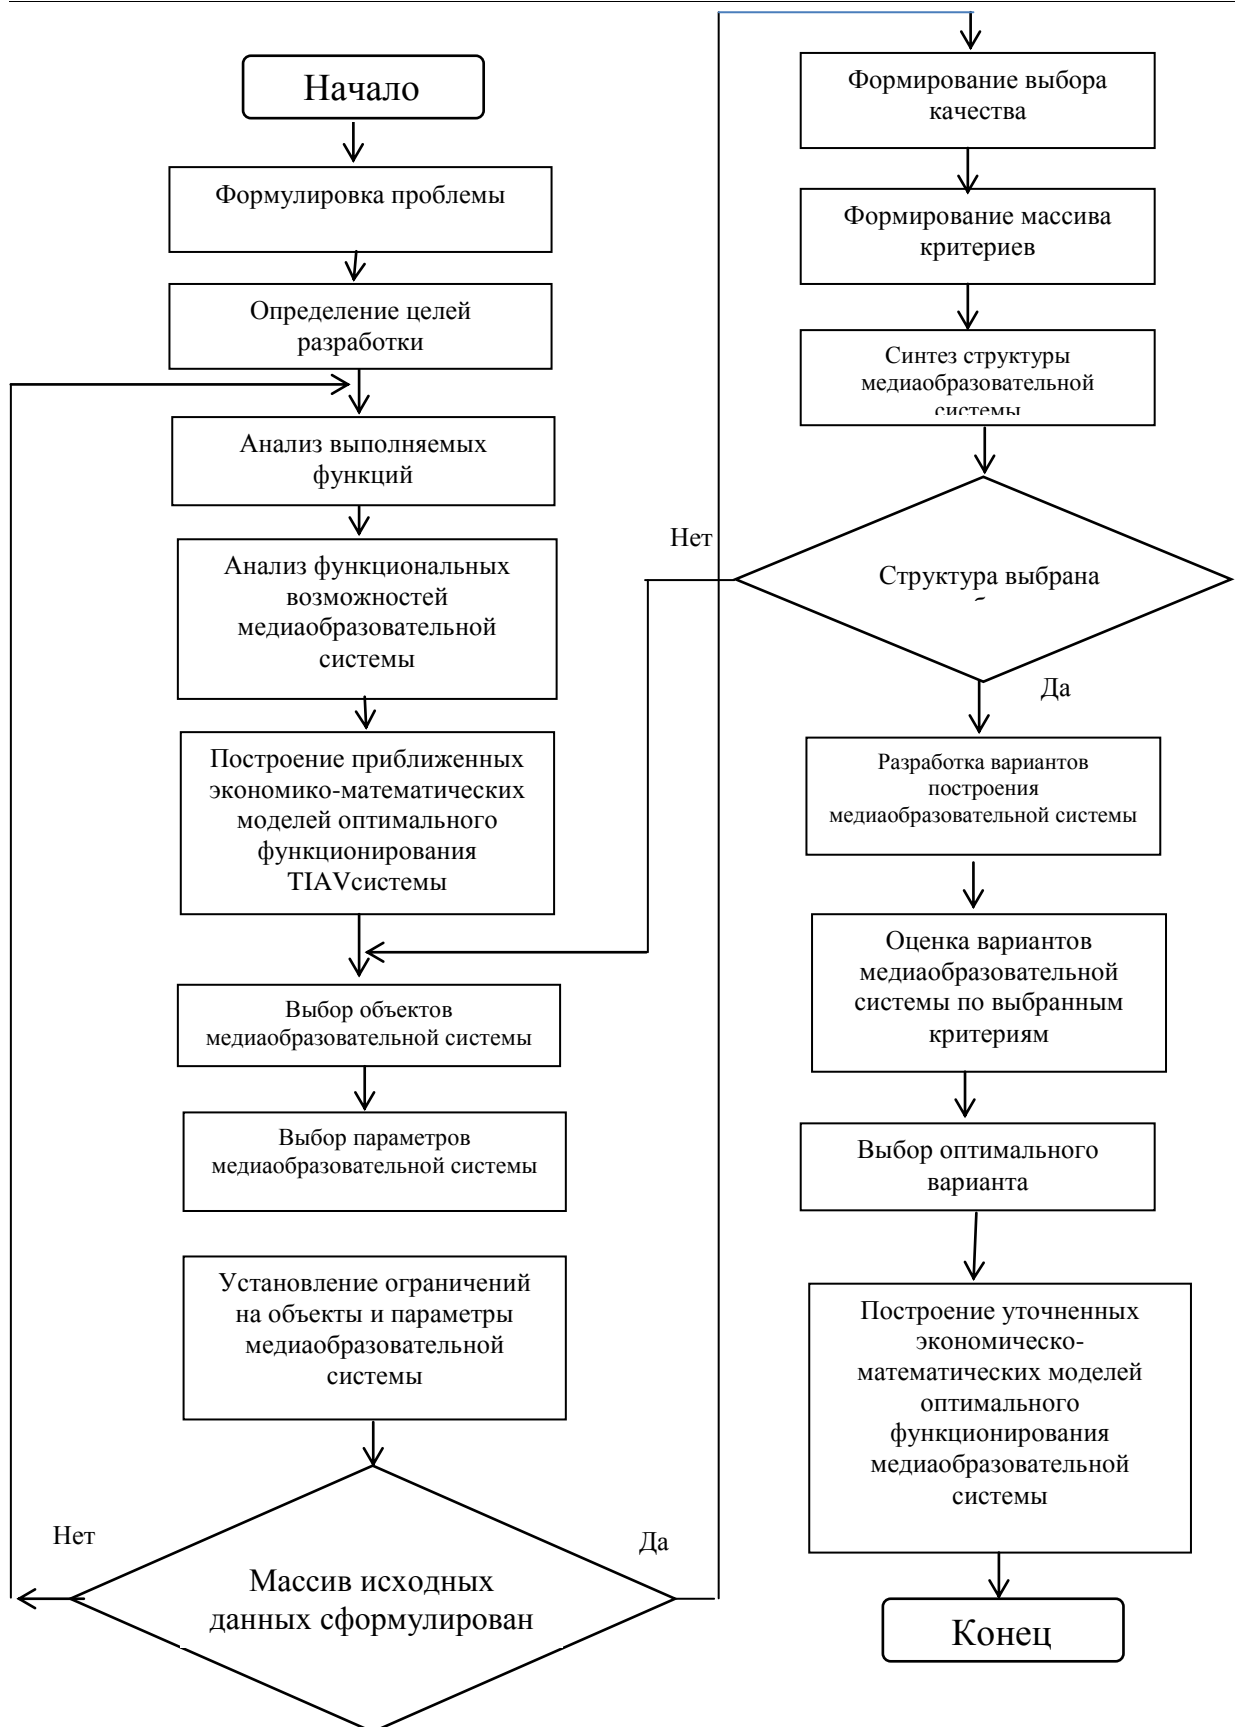 Начало
Формулировка проблемы
Определение целей
разработки
Анализ выполняемых
функций
Анализ функциональных
возможностей
медиаобразовательной
системы
Построение приближенных
экономико-математических
моделей оптимального
функционирования
TIAVсистемы
Выбор объектов
медиаобразовательной системы
Выбор параметров
медиаобразовательной системы
Установление ограничений
на объекты и параметры
медиаобразовательной
системы
Нет
Да
Массив исходных
данных сформулирован
Формирование выбора
качества
Формирование массива
критериев
Синтез структуры
медиаобразовательной
системы
Нет
Структура выбрана
Да
Разработка вариантов
построения
медиаобразовательной системы
Оценка вариантов
медиаобразовательной
системы по выбранным
критериям
Выбор оптимального
варианта
Построение уточненных
экономическо-
математических моделей
оптимального
функционирования
медиаобразовательной
системы
Конец